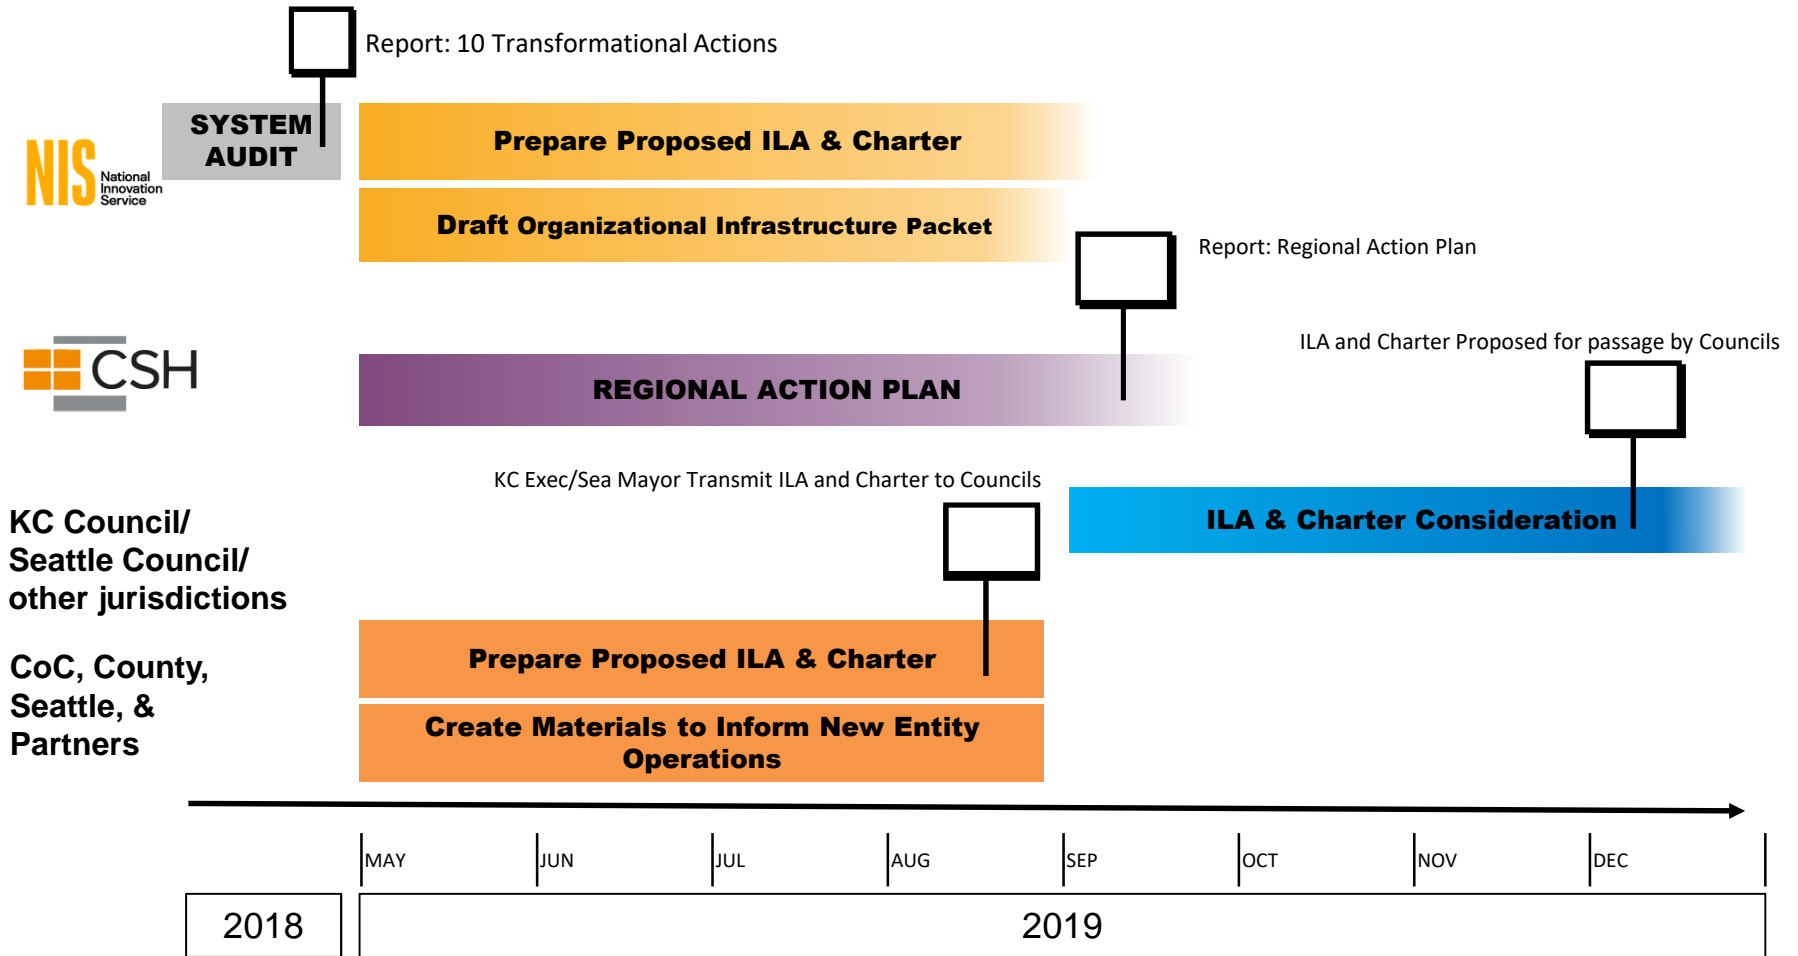 Report: 10 Transformational Actions
SYSTEM
AUDIT
Prepare Proposed ILA & Charter
NIS National
Innovation
Service
Draft Organizational Infrastructure Packet
Report: Regional Action Plan
ILA and Charter Proposed for passage by Councils
CSH
REGIONAL ACTION PLAN
KC Exec/Sea Mayor Transmit ILA and Charter to Councils
KC Council/
Seattle Council/
other jurisdictions
ILA & Charter Consideration
CoC, County,
Seattle, &
Partners
Prepare Proposed ILA & Charter
Create Materials to Inform New Entity
Operations
MAY JUN JUL AUG SEP OCT NOV DEC
2018 2019